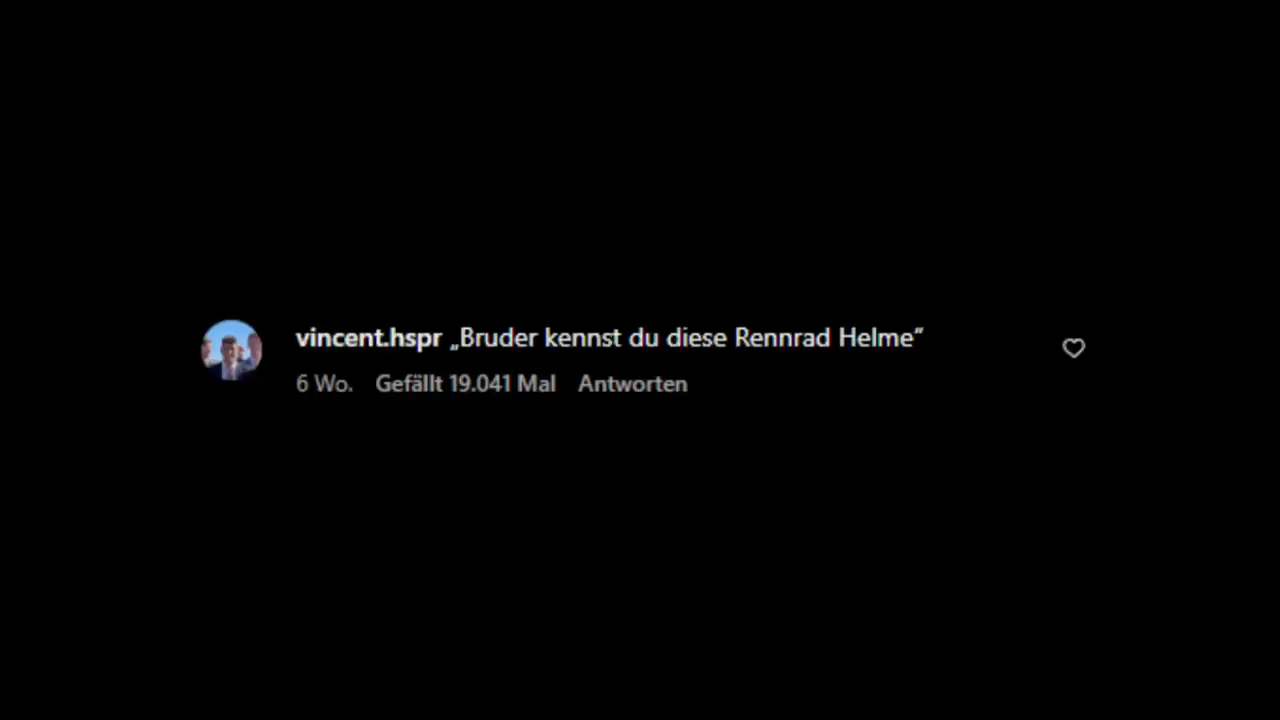 vincent.hspr „Bruder kennst du diese Rennrad Helme“
6 Wo. Gefällt 19.041 Mal Antworten